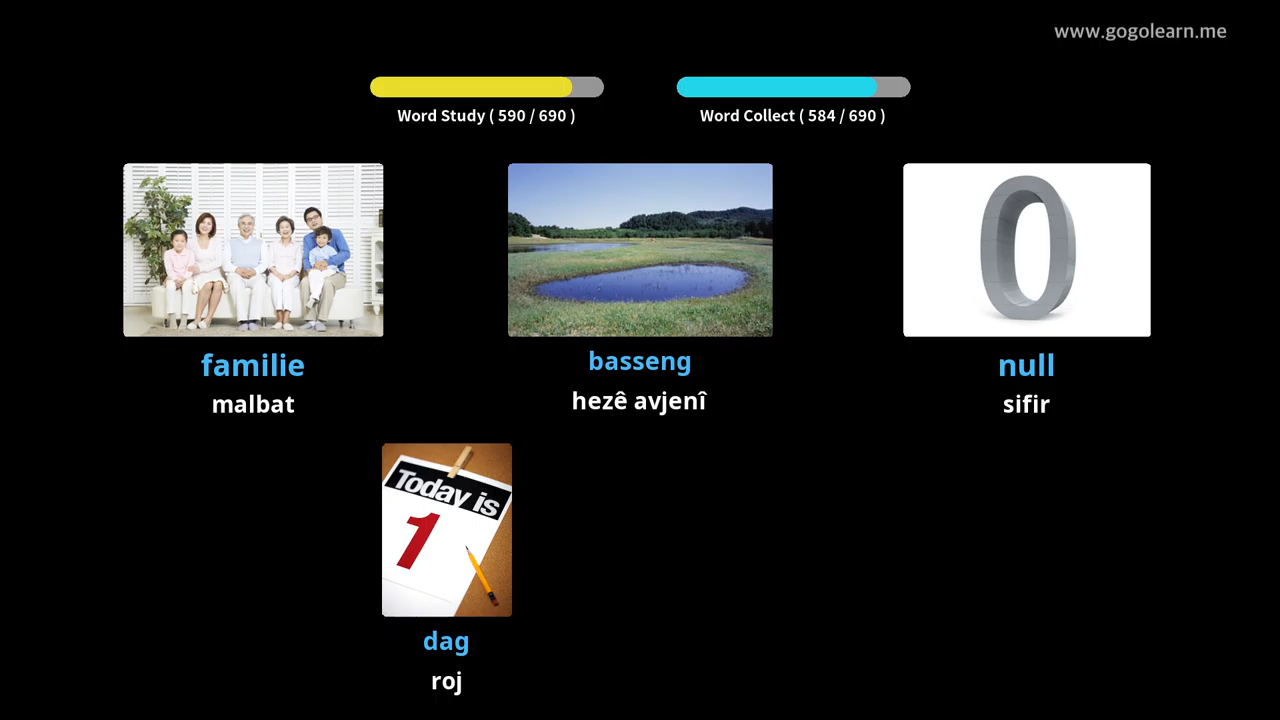 www.gogolearn.me
Word Study ( 590 / 690 )
Word Collect ( 584 / 690 )
0
familie
malbat
basseng
hezê avjenî
null
sifir
Today is
1
dag
roj